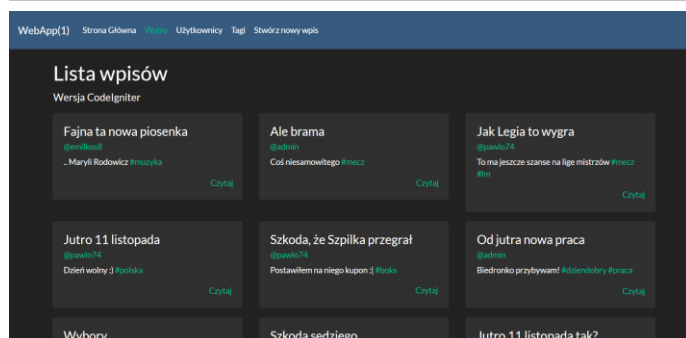 WebApp(1) Strona Główna Wpisy Użytkownicy Tagi Stwórz nowy wpis
Lista wpisów
Wersja CodeIgniter
Fajna ta nowa piosenka
@emilkos8
.. Maryli Rodowicz #muzyka
Czytaj
Ale brama
@admin
Coś niesamowitego #mecz
Czytaj
Jak Legia to wygra
@pawlo74
To ma jeszcze szanse na lige mistrzów #mecz
#lm
Czytaj
Jutro 11 listopada
@pawlo74
Dzień wolny :) #polska
Czytaj
Szkoda, że Szpilka przegrał
@pawlo74
Postawiłem na niego kupon :( #boks
Czytaj
Od jutra nowa praca
@admin
Biedronko przybywam! #dziendobry #praca
Czytaj
Wybory
Szkoda sedziego
Jutro 11 listopada tak?